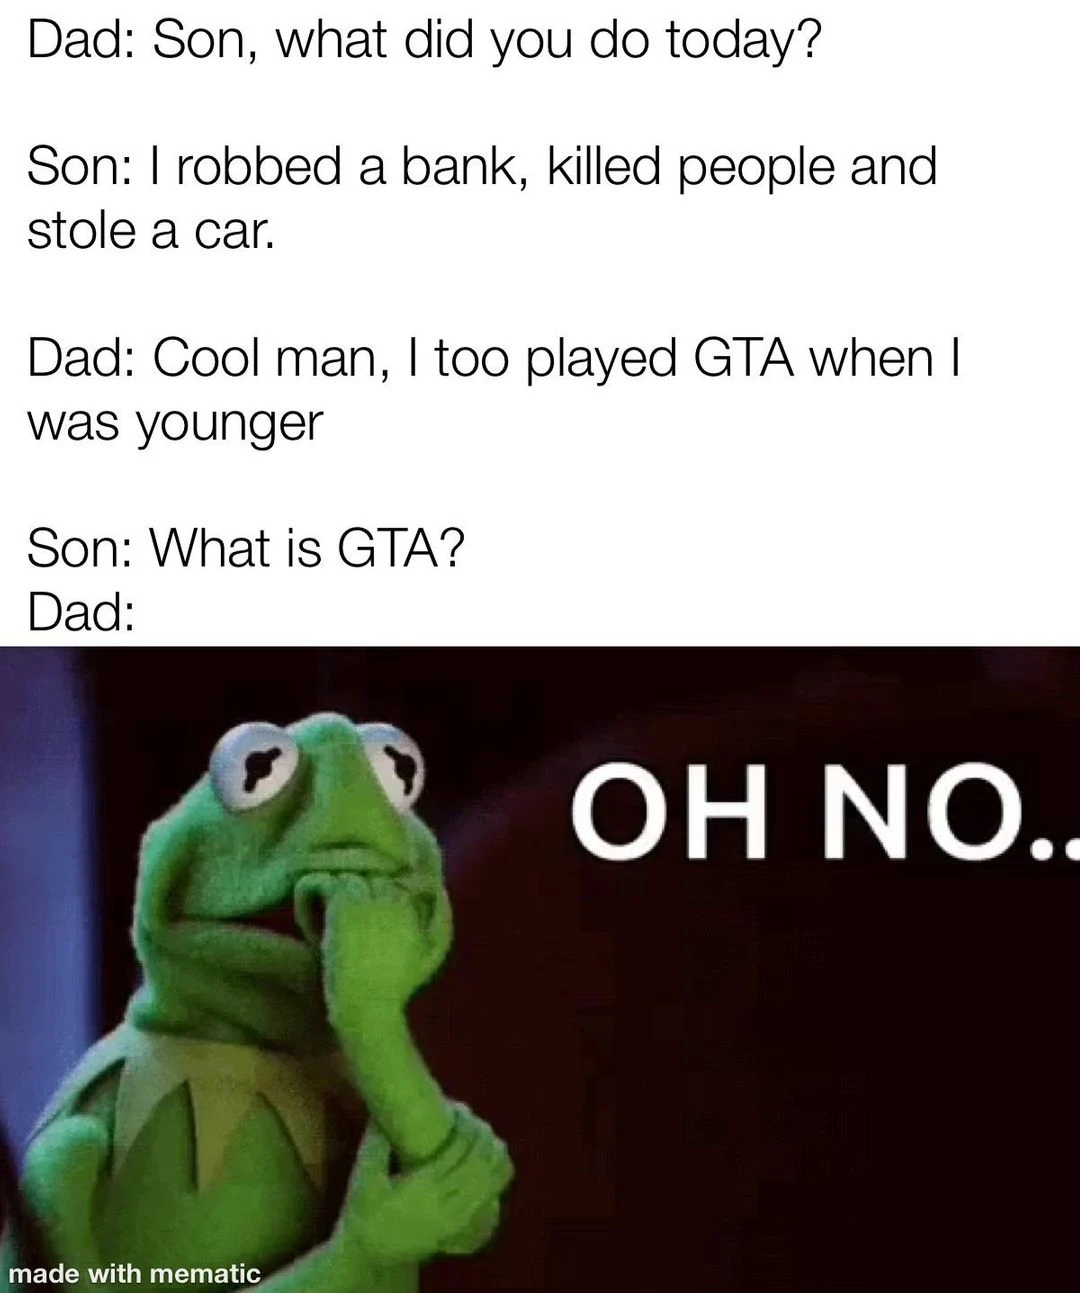 Dad: Son, what did you do today?
Son: I robbed a bank, killed people and
stole a car.
Dad: Cool man, I too played GTA when I
was younger
Son: What is GTA?
Dad:
OH NO..
made with mematic